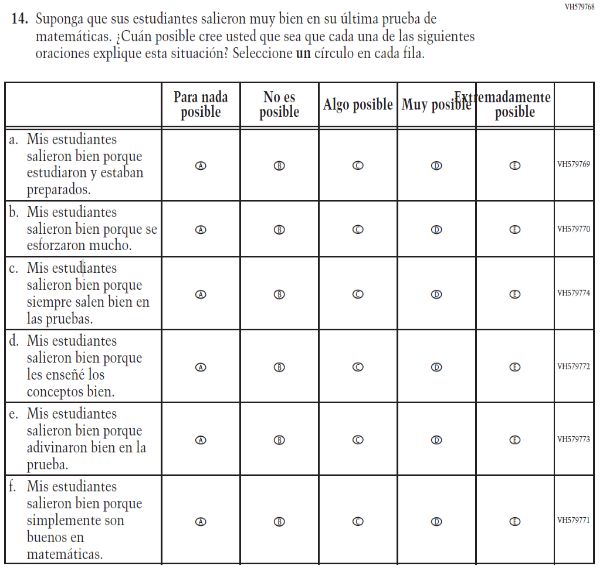 VH579768
14. Suponga que sus estudiantes salieron muy bien en su última prueba de
matemáticas. ¿Cuán posible cree usted que sea que cada una de las siguientes
oraciones explique esta situación? Seleccione un círculo en cada fila.
Para nada posible No es posible Algo posible Muy posible Extremadamente posible
a. Mis estudiantes
salieron bien porque
estudiaron y estaban
preparados.
A B C D E VH579769
b. Mis estudiantes
salieron bien porque se
esforzaron mucho.
A B C D E VH579770
c. Mis estudiantes
salieron bien porque
siempre salen bien en
las pruebas.
A B C D E VH579774
d. Mis estudiantes
salieron bien porque
les enseñé los
conceptos bien.
A B C D E VH579772
e. Mis estudiantes
salieron bien porque
adivinaron bien en la
prueba.
A B C D E VH579773
f. Mis estudiantes
salieron bien porque
simplemente son
buenos en
matemáticas.
A B C D E VH579771